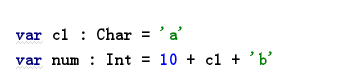 var c1 : Char = 'a'
var num : Int = 10 + c1 + 'b'